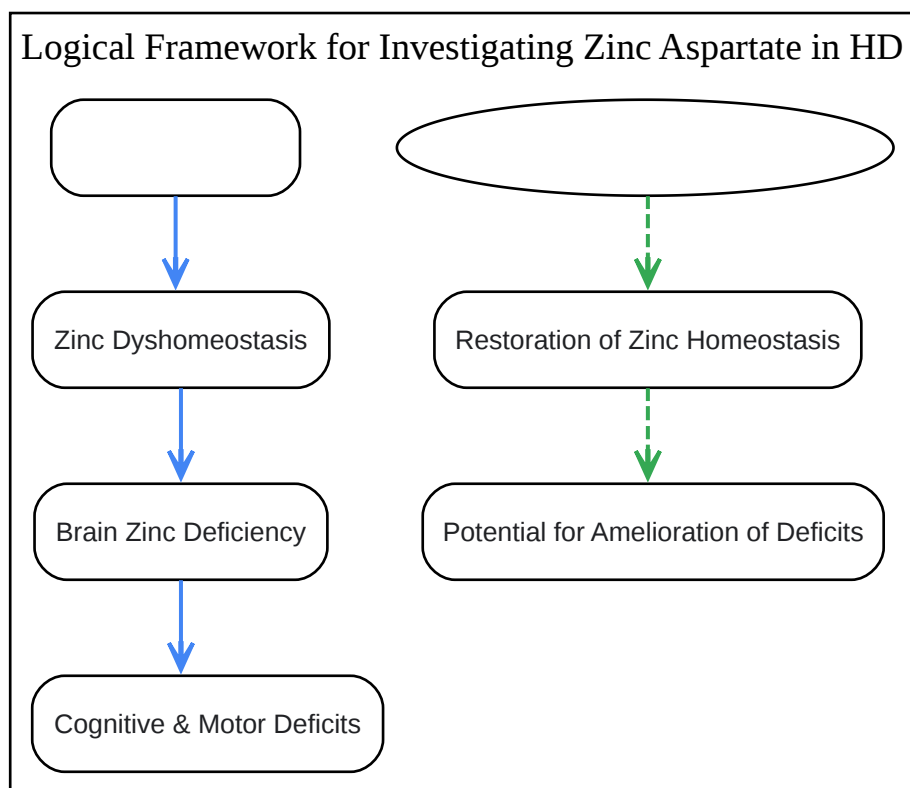 Logical Framework for Investigating Zinc Aspartate in HD
Zinc Dyshomeostasis
Restoration of Zinc Homeostasis
Brain Zinc Deficiency
Potential for Amelioration of Deficits
Cognitive & Motor Deficits